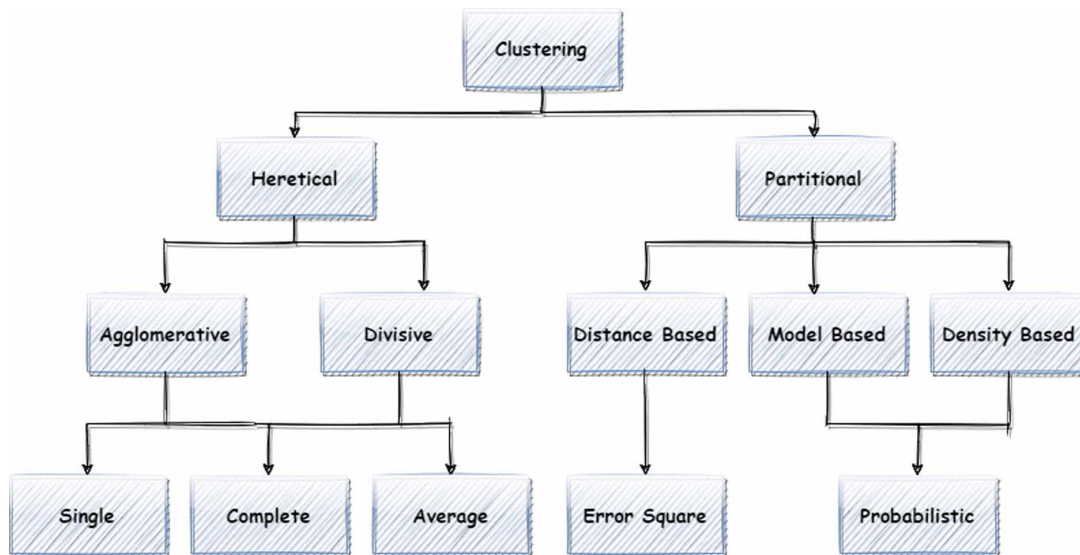 Clustering
Heretical
Partitional
Agglomerative
Divisive
Distance Based
Model Based
Density Based
Single
Complete
Average
Error Square
Probabilistic